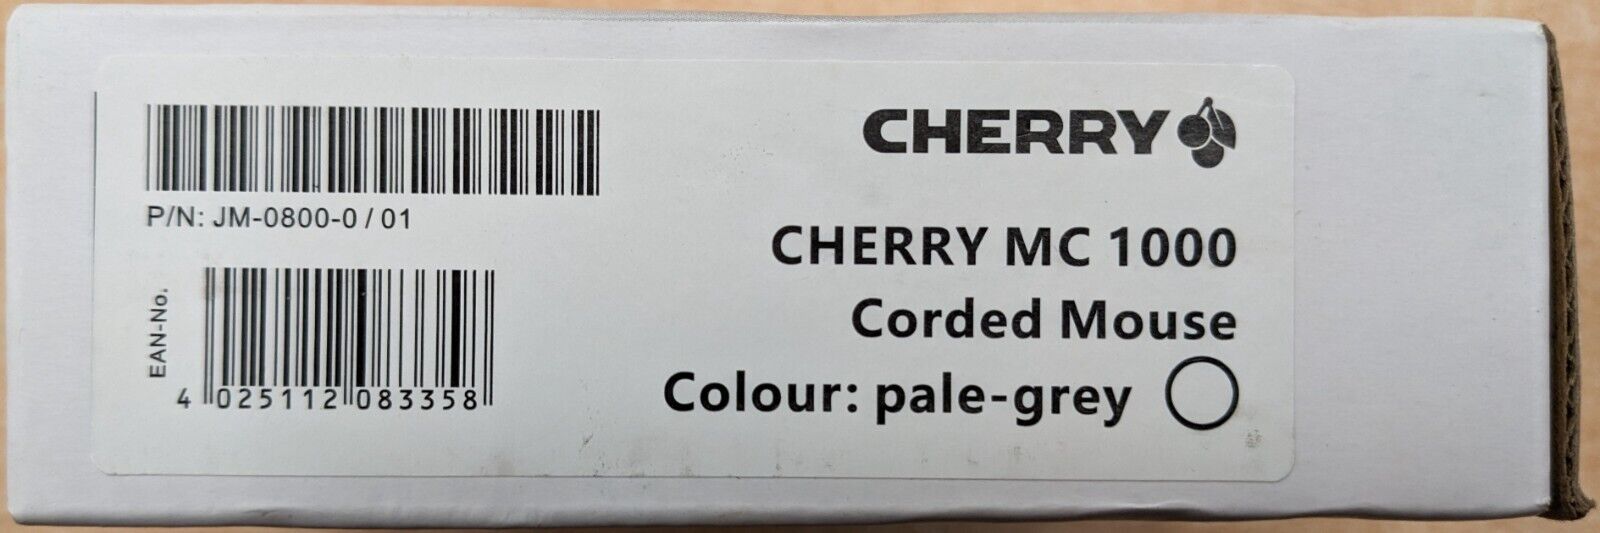 P/N: JM-0800-0 / 01
EAN-No.
4 025112 083358
CHERRY
CHERRY MC 1000
Corded Mouse
Colour: pale-grey